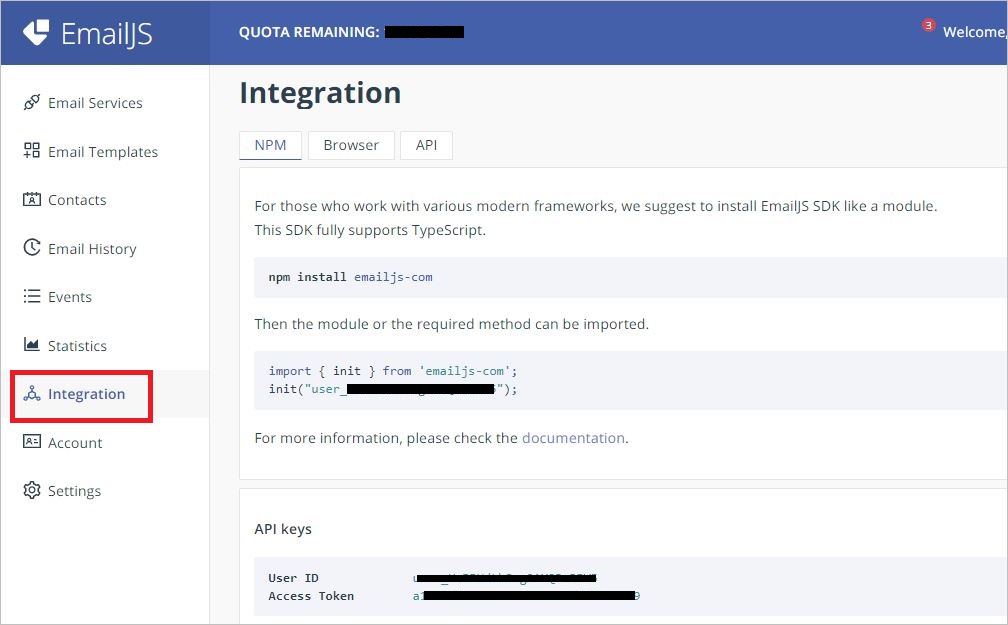 EmailJS
QUOTA REMAINING:
3
Welcome,
Email Services
Email Templates
Contacts
Email History
Events
Statistics
Integration
Account
Settings
Integration
NPM
Browser
API
For those who work with various modern frameworks, we suggest to install EmailJS SDK like a module.
This SDK fully supports TypeScript.
npm install emailjs-com
Then the module or the required method can be imported.
import { init } from 'emailjs-com';
init("user_");
For more information, please check the documentation.
API keys
User ID
Access Token